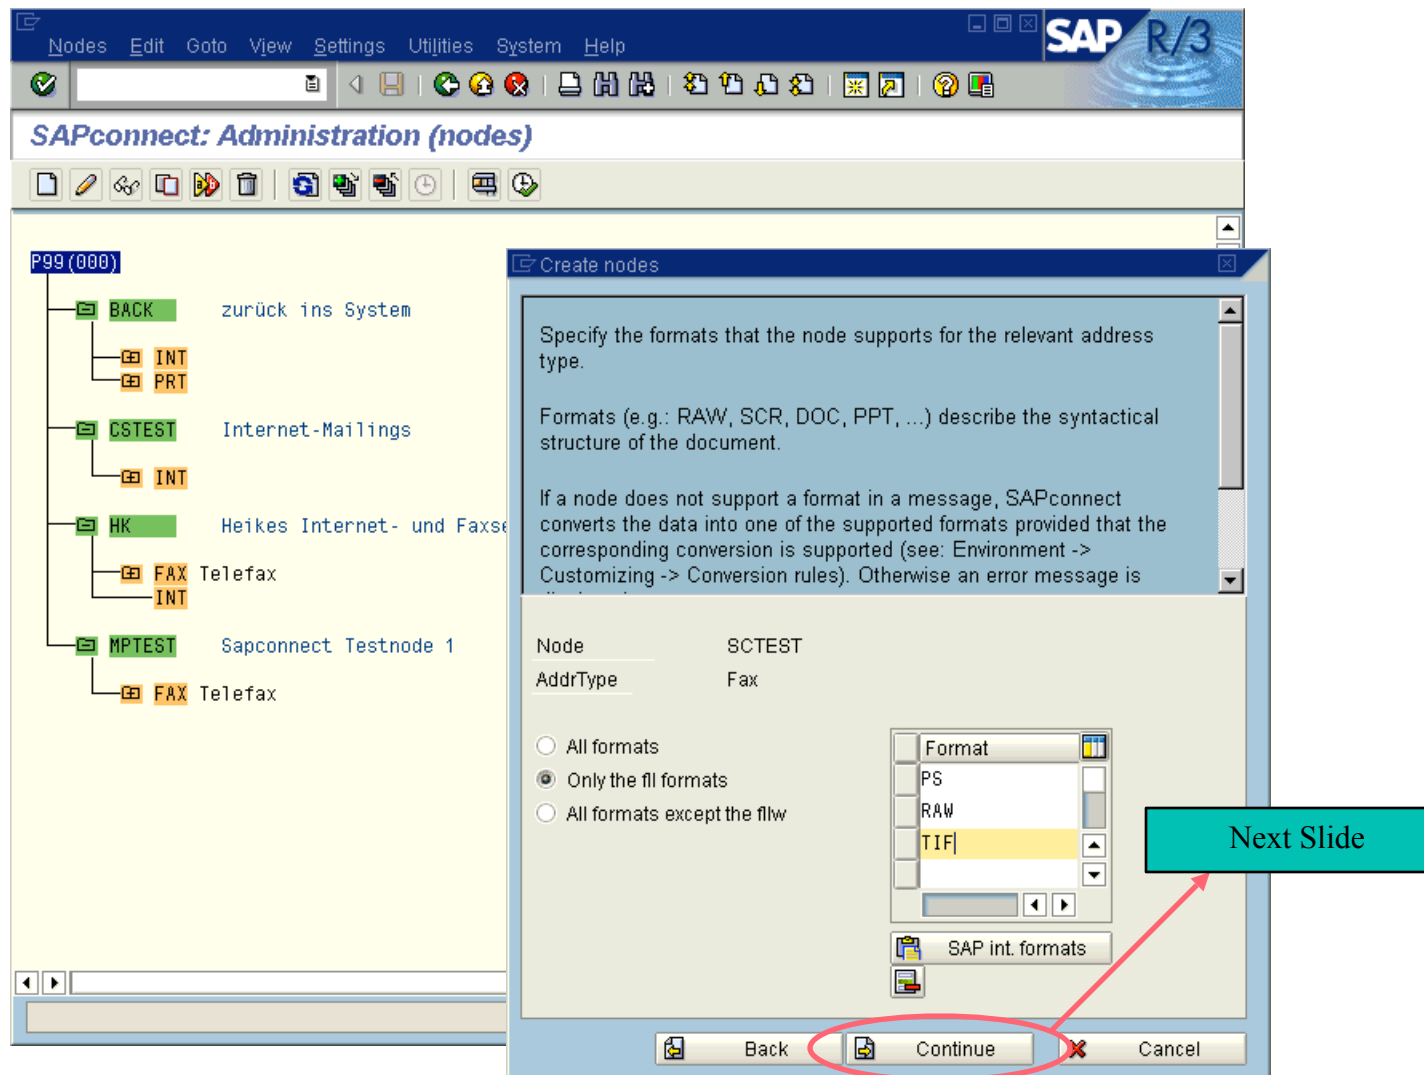 Nodes Edit Goto View Settings Utilities System Help
SAP R/3
SAPconnect: Administration (nodes)
P99(000)
BACK zurück ins System
INT
PRT
CSTEST Internet-Mailings
INT
HK Heikes Internet- und Faxse
FAX Telefax
INT
MPTEST Sapconnect Testnode 1
FAX Telefax
Create nodes
Specify the formats that the node supports for the relevant address
type.
Formats (e.g.: RAW, SCR, DOC, PPT, ...) describe the syntactical
structure of the document.
If a node does not support a format in a message, SAPconnect
converts the data into one of the supported formats provided that the
corresponding conversion is supported (see: Environment ->
Customizing -> Conversion rules). Otherwise an error message is
Node SCTEST
AddrType Fax
All formats
Only the fll formats
All formats except the fllw
Format
PS
RAW
TIF
SAP int. formats
Next Slide
Back Continue Cancel